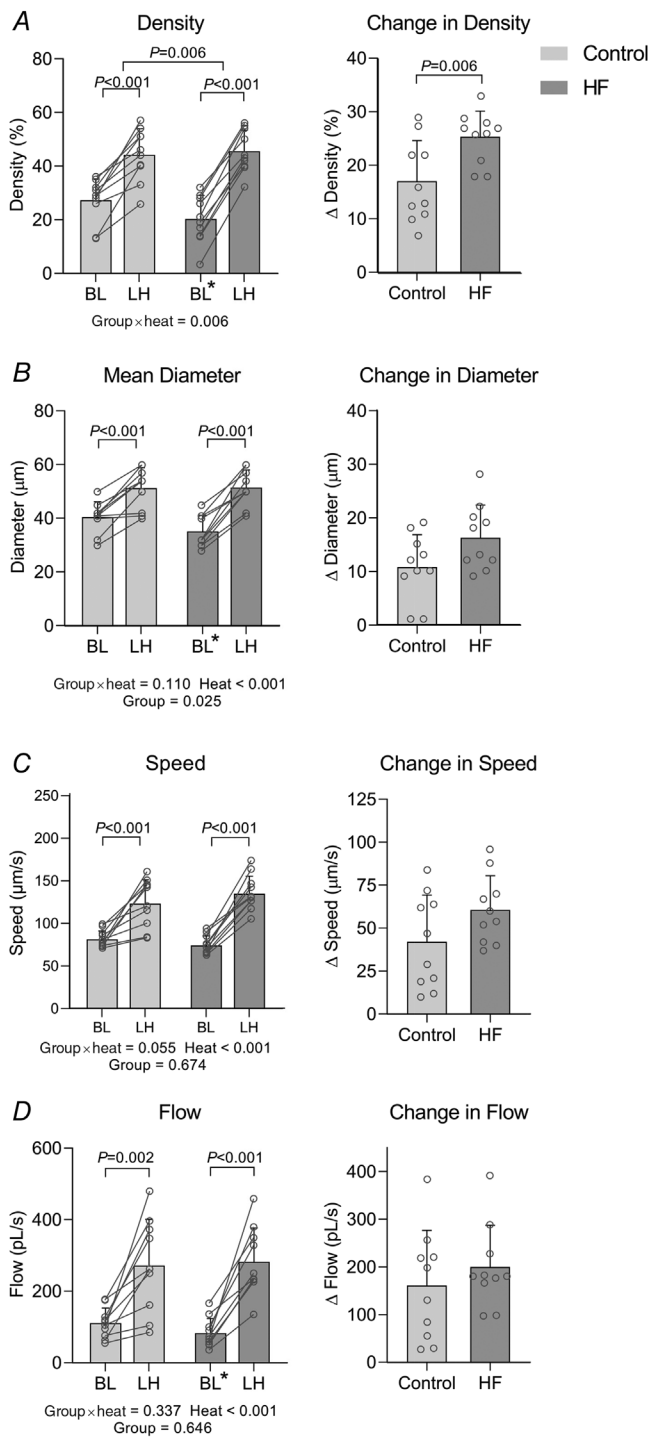 A
Density
Change in Density
Control
HF
Density (%)
80
60
40
20
0
P=0.006
P<0.001
P<0.001
BL
LH
BL*
LH
Group×heat = 0.006
Δ Density (%)
40
30
20
10
0
P=0.006
Control
HF
B
Mean Diameter
Change in Diameter
Diameter (μm)
80
60
40
20
0
P<0.001
P<0.001
BL
LH
BL*
LH
Group×heat = 0.110 Heat < 0.001
Group = 0.025
Δ Diameter (μm)
40
30
20
10
0
Control
HF
C
Speed
Change in Speed
Speed (μm/s)
250
200
150
100
50
0
P<0.001
P<0.001
BL
LH
BL
LH
Group×heat = 0.055 Heat < 0.001
Group = 0.674
Δ Speed (μm/s)
125
100
75
50
25
0
Control
HF
D
Flow
Change in Flow
Flow (pL/s)
600
400
200
0
P=0.002
P<0.001
BL
LH
BL*
LH
Group×heat = 0.337 Heat < 0.001
Group = 0.646
Δ Flow (pL/s)
400
300
200
100
0
Control
HF